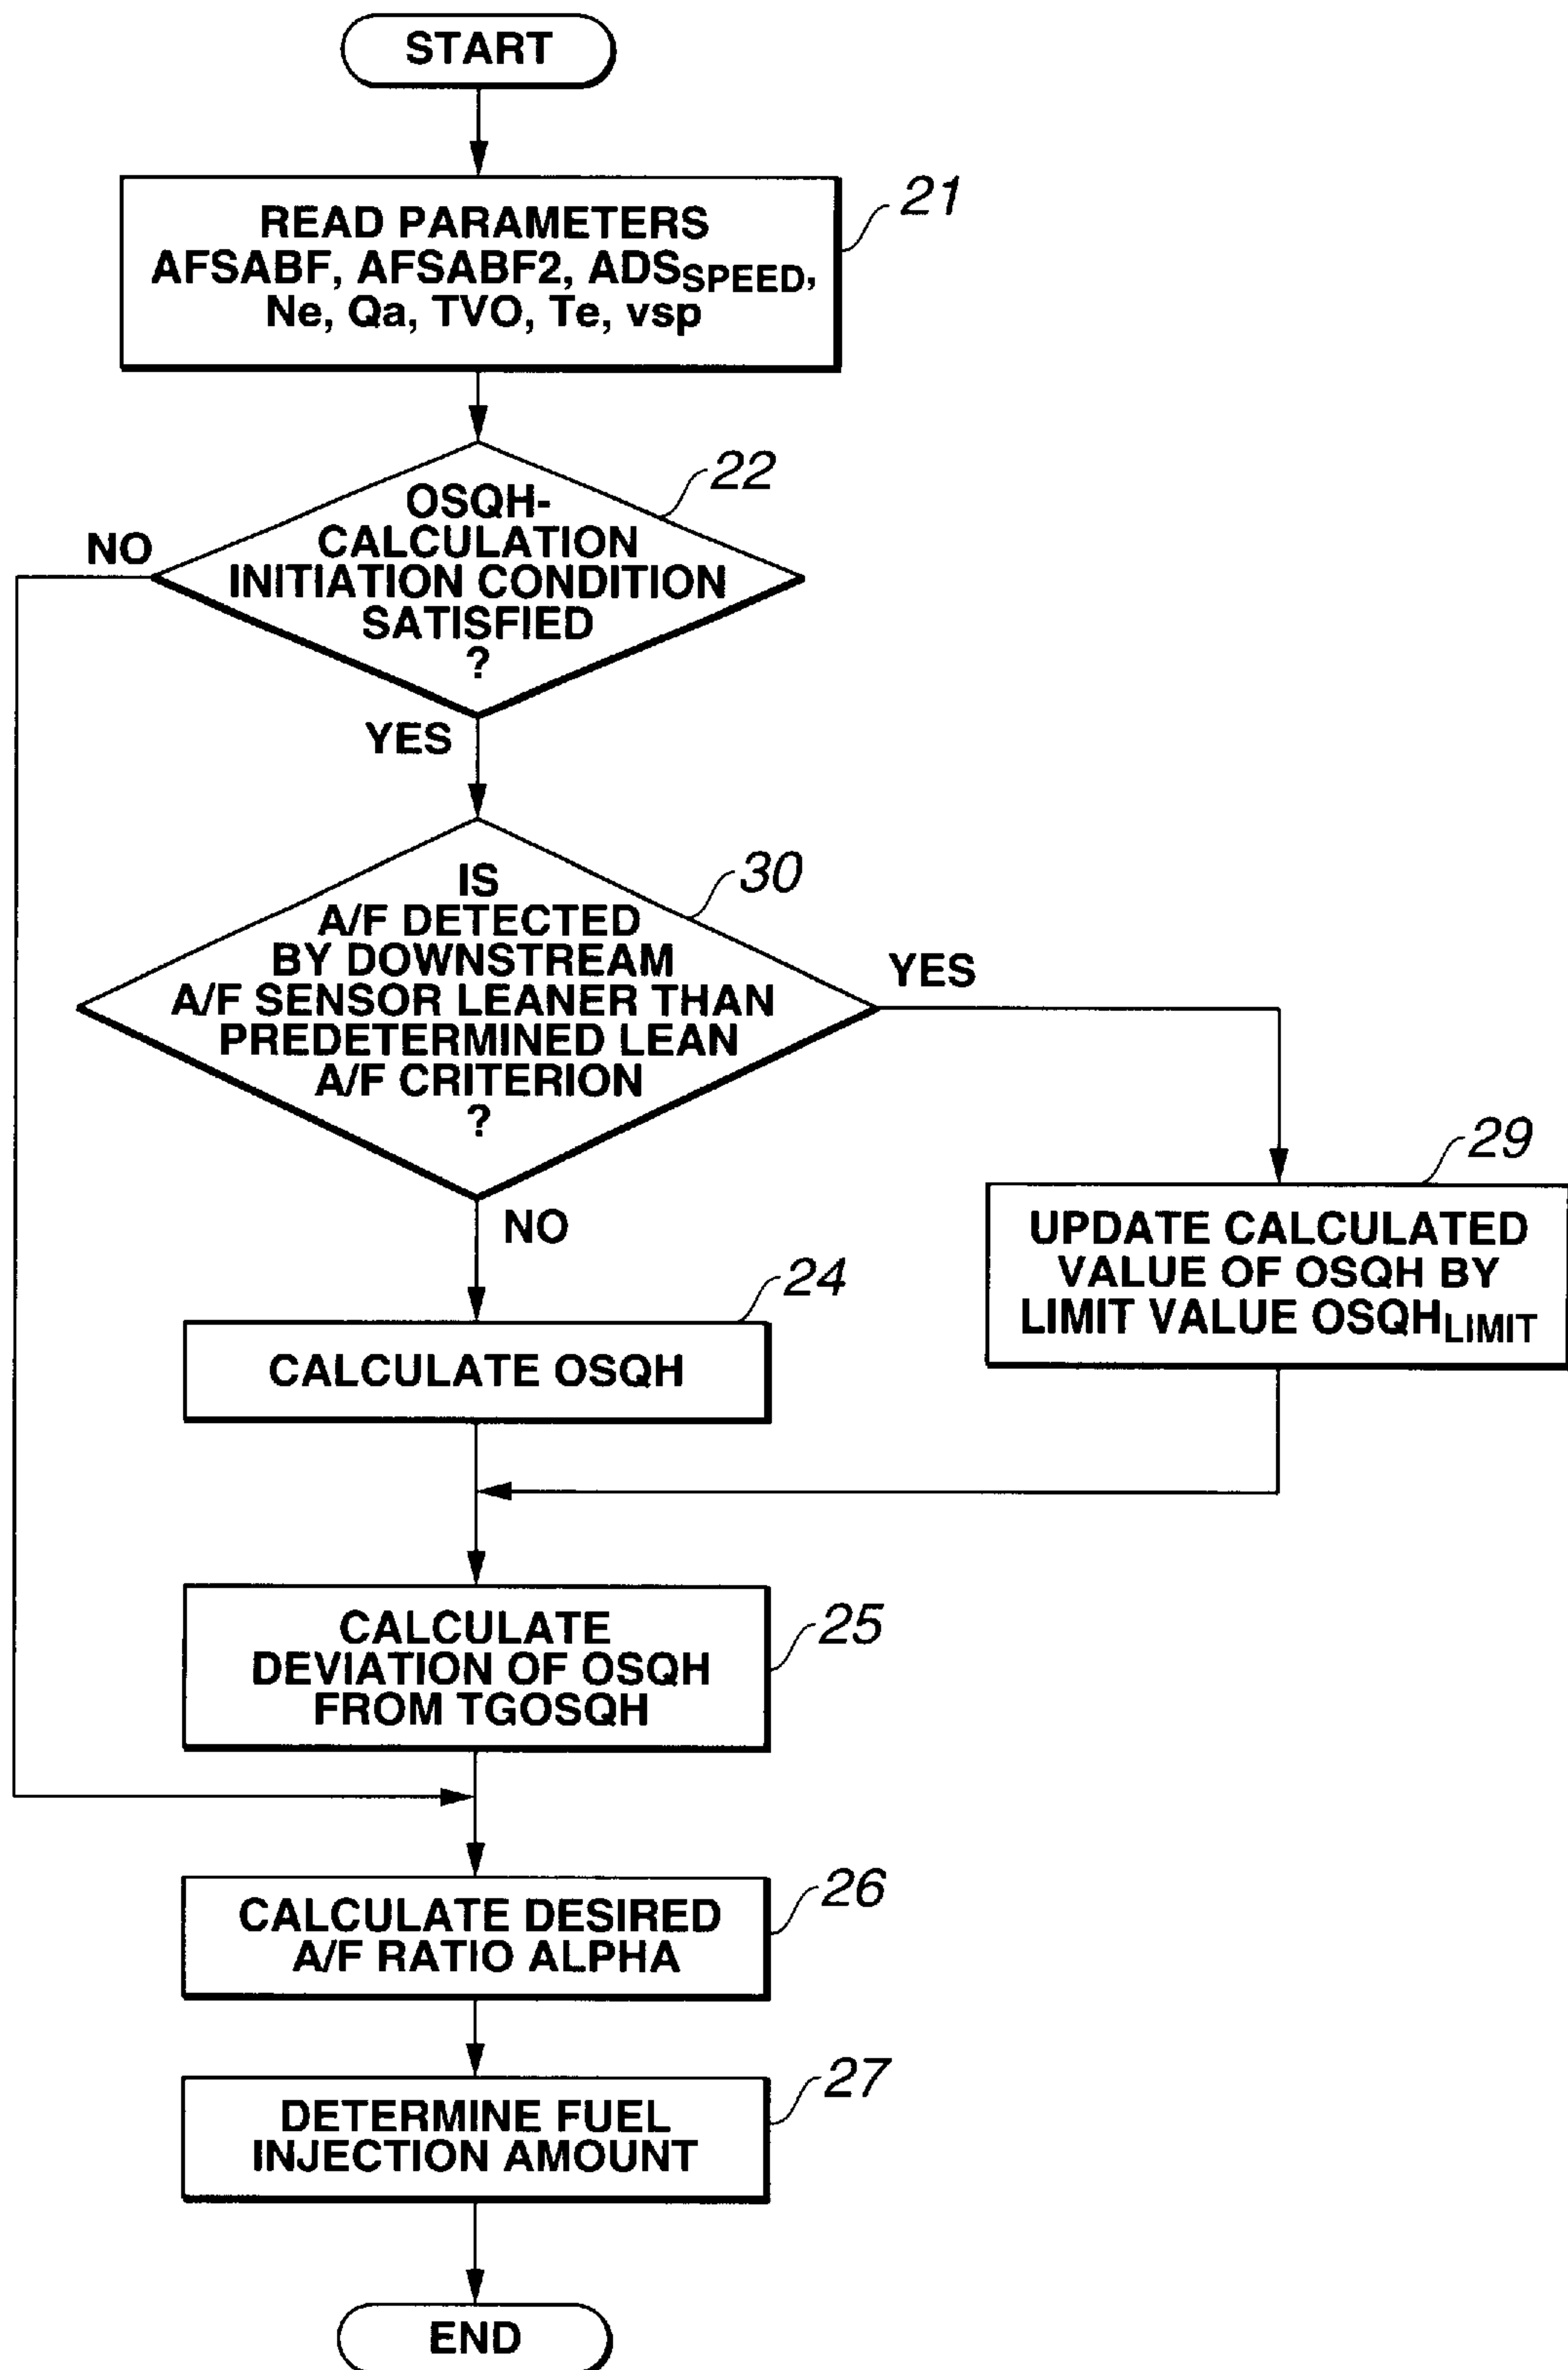 START
21
READ PARAMETERS
AFSABF, AFSABF2, ADSSPEED,
Ne, Qa, TVO, Te, vsp
22
OSQH-
CALCULATION
INITIATION CONDITION
SATISFIED
?
NO
YES
30
IS
A/F DETECTED
BY DOWNSTREAM
A/F SENSOR LEANER THAN
PREDETERMINED LEAN
A/F CRITERION
?
YES
NO
29
UPDATE CALCULATED
VALUE OF OSQH BY
LIMIT VALUE OSQHLIMIT
24
CALCULATE OSQH
25
CALCULATE
DEVIATION OF OSQH
FROM TGOSQH
26
CALCULATE DESIRED
A/F RATIO ALPHA
27
DETERMINE FUEL
INJECTION AMOUNT
END